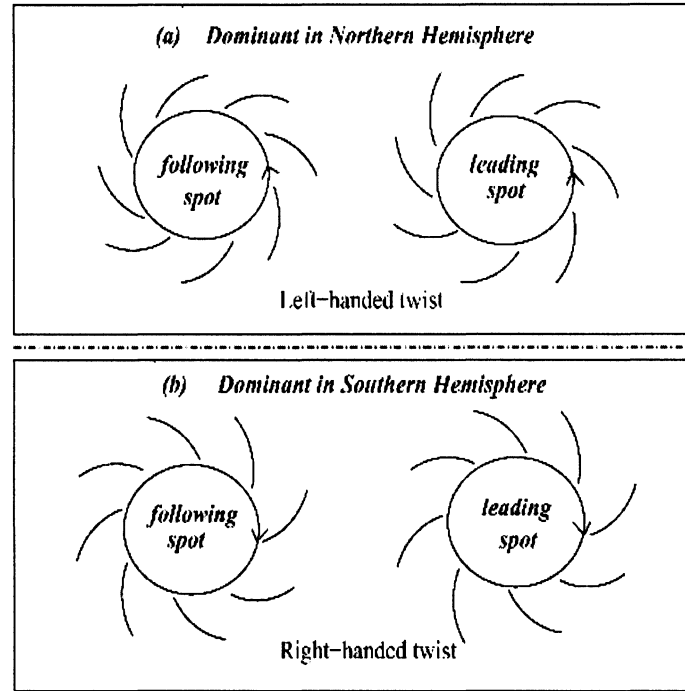 (a) Dominant in Northern Hemisphere
following
spot
leading
spot
Left-handed twist
(b) Dominant in Southern Hemisphere
following
spot
leading
spot
Right-handed twist